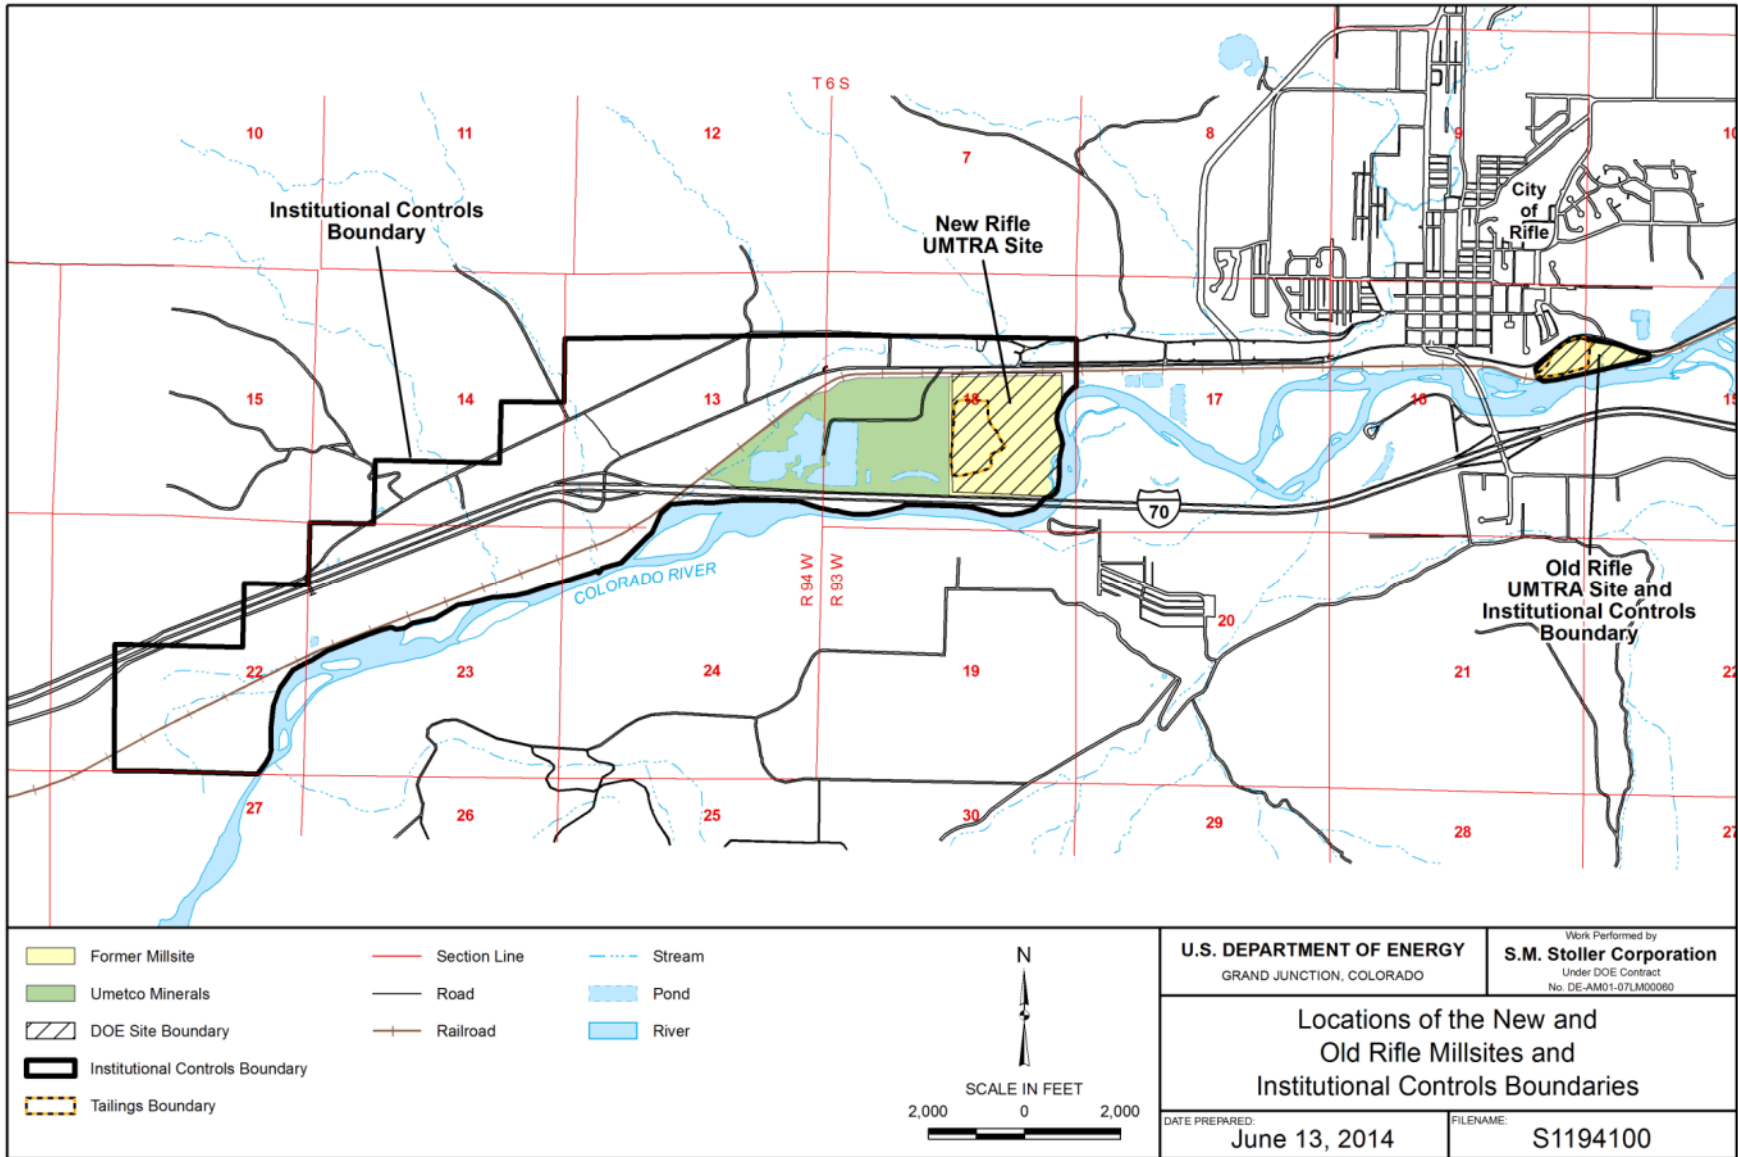 T 6 S
10
11
12
7
8
9
10
Institutional Controls
Boundary
New Rifle
UMTRA Site
City
of
Rifle
15
14
13
18
17
16
15
70
COLORADO RIVER
R 94 W
R 93 W
Old Rifle
UMTRA Site and
Institutional Controls
Boundary
22
23
24
19
20
21
22
27
26
25
30
29
28
27
Former Millsite
Umetco Minerals
DOE Site Boundary
Institutional Controls Boundary
Tailings Boundary
Section Line
Road
Railroad
Stream
Pond
River
N
SCALE IN FEET
2,000 0 2,000
U.S. DEPARTMENT OF ENERGY
GRAND JUNCTION, COLORADO
Work Performed by
S.M. Stoller Corporation
Under DOE Contract
No. DE-AM01-07LM00060
Locations of the New and
Old Rifle Millsites and
Institutional Controls Boundaries
DATE PREPARED:
June 13, 2014
FILENAME:
S1194100